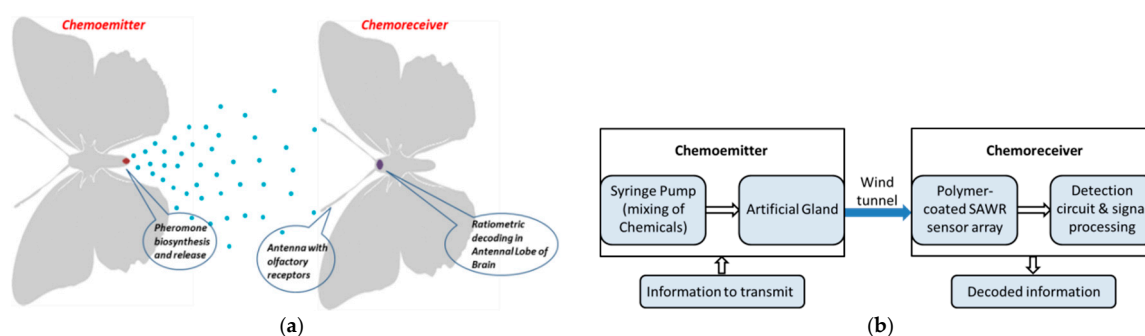 Chemoemitter
Chemoreceiver
Pheromone
biosynthesis
and release
Antenna with
olfactory
receptors
Ratiometric
decoding in
Antennal Lobe of
Brain
(a)
Chemoemitter
Syringe Pump
(mixing of
Chemicals)
Artificial Gland
Information to transmit
Wind
tunnel
Chemoreceiver
Polymer-
coated SAWR
sensor array
Detection
circuit & signal
processing
Decoded information
(b)